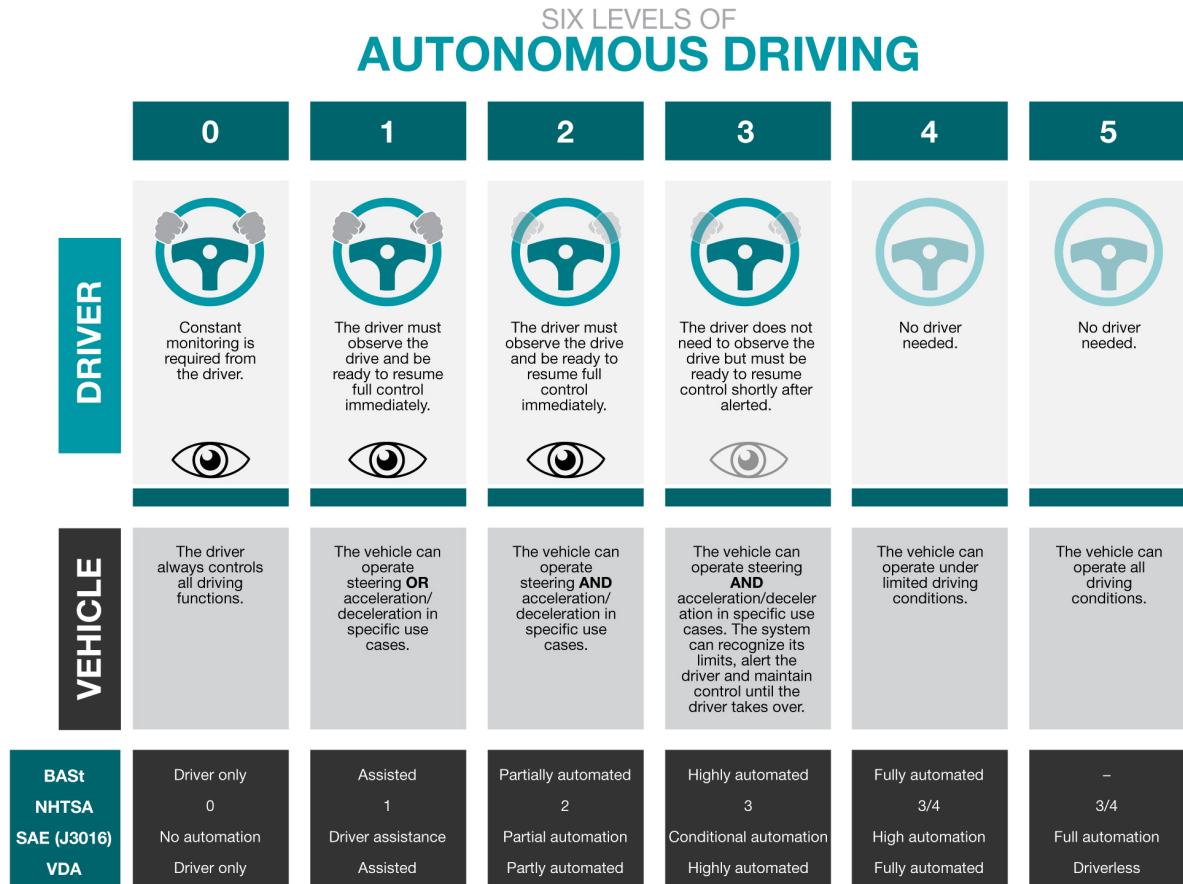 SIX LEVELS OF
AUTONOMOUS DRIVING
0
1
2
3
4
5
DRIVER
Constant
monitoring is
required from
the driver.
The driver must
observe the
drive and be
ready to resume
full control
immediately.
The driver must
observe the drive
and be ready to
resume full
control
immediately.
The driver does not
need to observe the
drive but must be
ready to resume
control shortly after
alerted.
No driver
needed.
No driver
needed.
VEHICLE
The driver
always controls
all driving
functions.
The vehicle can
operate
steering OR
acceleration/
deceleration in
specific use
cases.
The vehicle can
operate
steering AND
acceleration/
deceleration in
specific use
cases.
The vehicle can
operate steering
AND
acceleration/deceler
ation in specific use
cases. The system
can recognize its
limits, alert the
driver and maintain
control until the
driver takes over.
The vehicle can
operate under
limited driving
conditions.
The vehicle can
operate all
driving
conditions.
BASt Driver only Assisted Partially automated Highly automated Fully automated –
NHTSA 0 1 2 3 3/4 3/4
SAE (J3016) No automation Driver assistance Partial automation Conditional automation High automation Full automation
VDA Driver only Assisted Partly automated Highly automated Fully automated Driverless